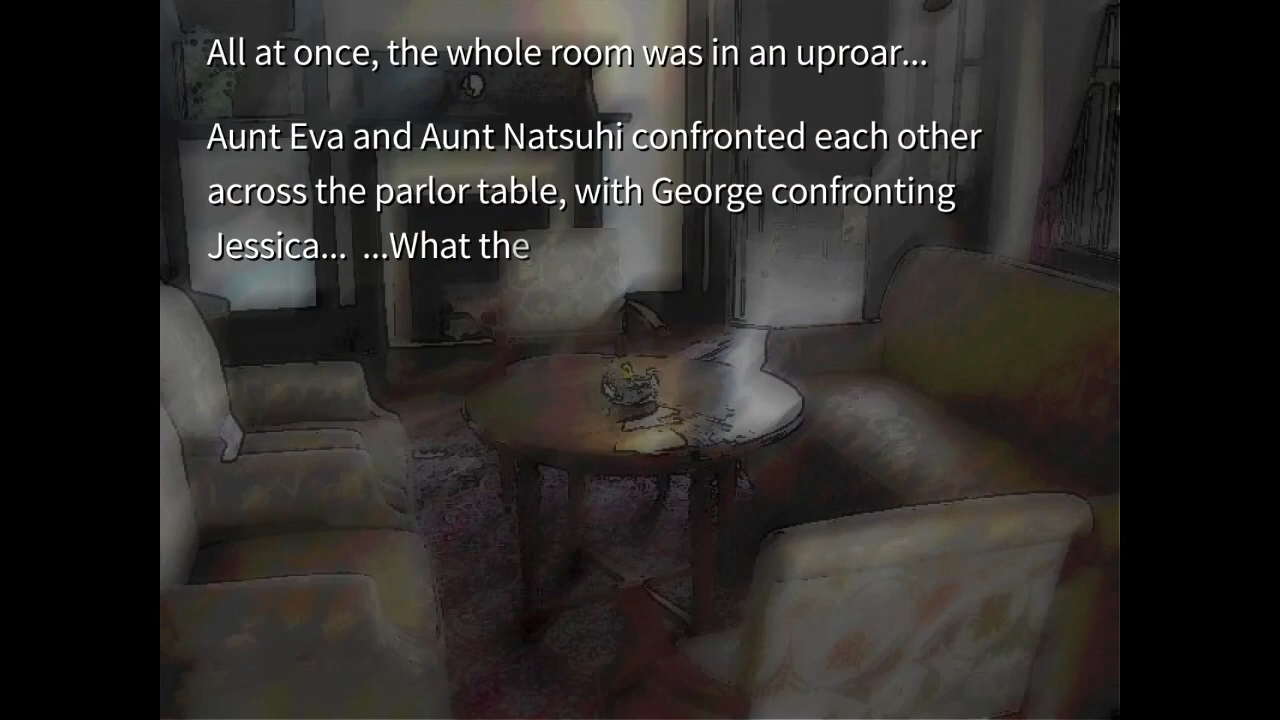 All at once, the whole room was in an uproar...
Aunt Eva and Aunt Natsuhi confronted each other
across the parlor table, with George confronting
Jessica... ...What the